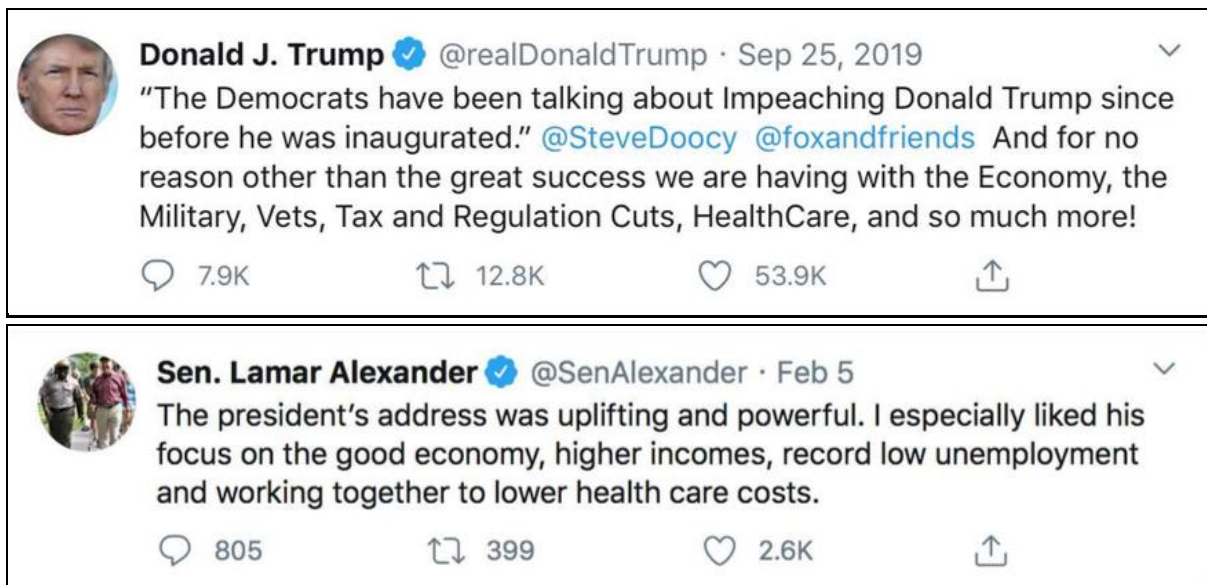 Donald J. Trump @realDonaldTrump · Sep 25, 2019
“The Democrats have been talking about Impeaching Donald Trump since
before he was inaugurated.” @SteveDoocy @foxandfriends And for no
reason other than the great success we are having with the Economy, the
Military, Vets, Tax and Regulation Cuts, HealthCare, and so much more!
7.9K 12.8K 53.9K
Sen. Lamar Alexander @SenAlexander · Feb 5
The president’s address was uplifting and powerful. I especially liked his
focus on the good economy, higher incomes, record low unemployment
and working together to lower health care costs.
805 399 2.6K